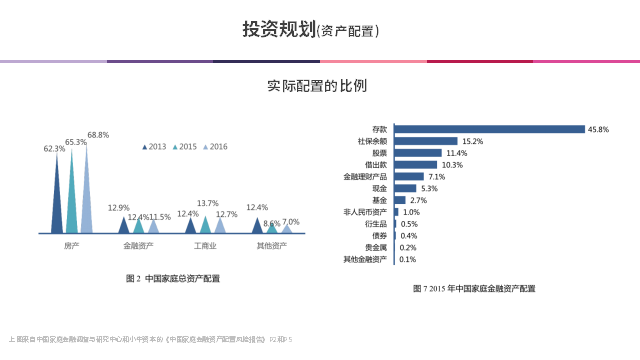 投资规划(资产配置)
实际配置的比例
2013 2015 2016
62.3% 65.3% 68.8%
12.9% 12.4% 11.5%
12.4% 13.7% 12.7%
12.4% 8.6% 7.0%
房产 金融资产 工商业 其他资产
图 2 中国家庭总资产配置
存款 45.8%
社保余额 15.2%
股票 11.4%
借出款 10.3%
金融理财产品 7.1%
现金 5.3%
基金 2.7%
非人民币资产 1.0%
衍生品 0.5%
债券 0.4%
贵金属 0.2%
其他金融资产 0.1%
图 7 2015 年中国家庭金融资产配置
上图来自中国家庭金融调查与研究中心和小牛资本的《中国家庭金融资产配置风险报告》P2和P5